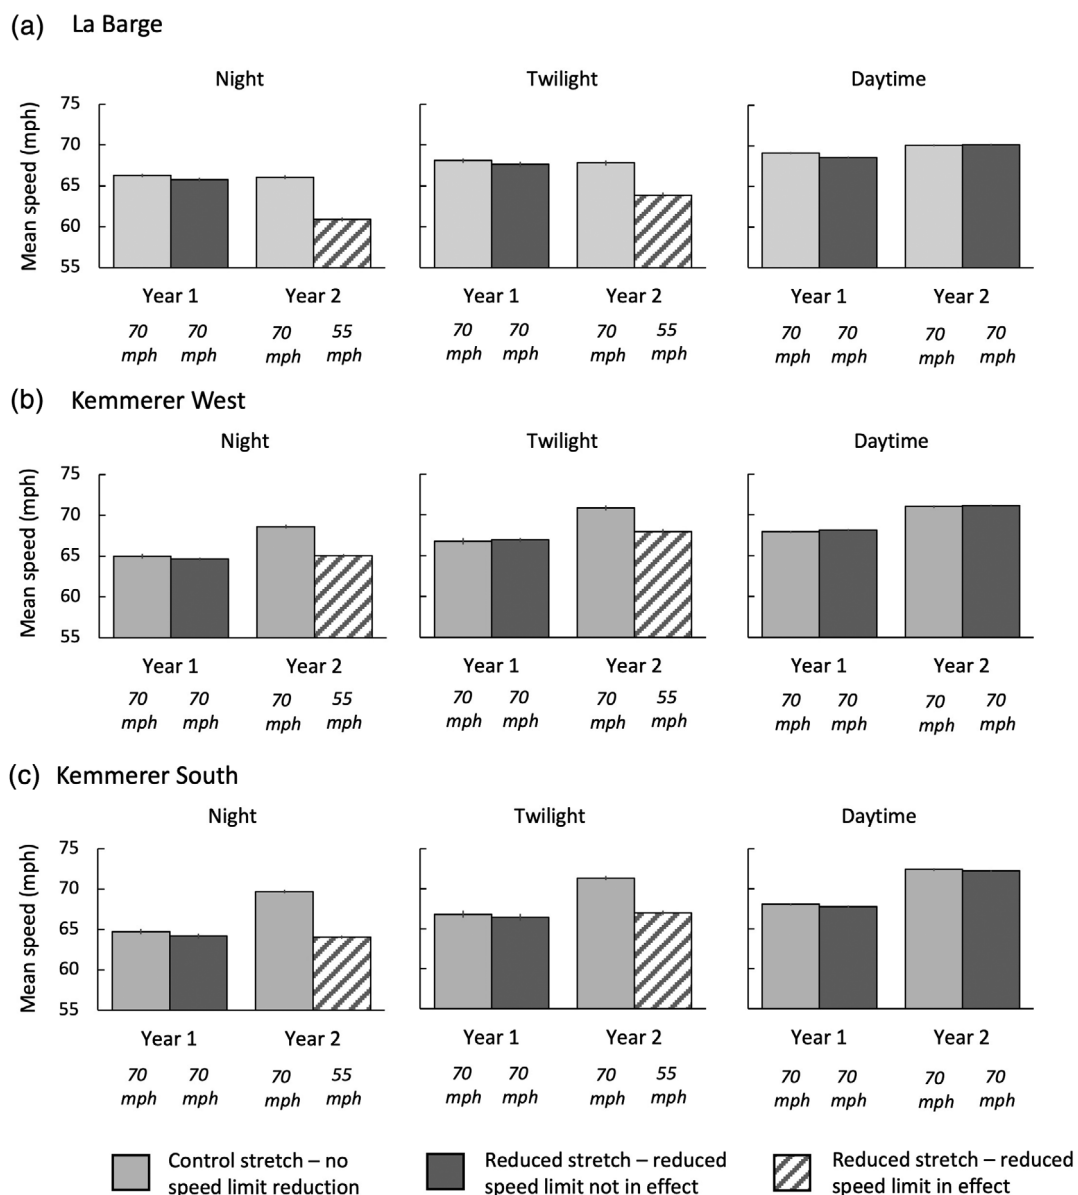 (a) La Barge
Night Twilight Daytime
Mean speed (mph)
75
70
65
60
55
Year 1 Year 2 Year 1 Year 2 Year 1 Year 2
70 70 70 55 70 70 70 55 70 70 70 70
mph mph mph mph mph mph mph mph mph mph mph mph
(b) Kemmerer West
Night Twilight Daytime
Mean speed (mph)
75
70
65
60
55
Year 1 Year 2 Year 1 Year 2 Year 1 Year 2
70 70 70 55 70 70 70 55 70 70 70 70
mph mph mph mph mph mph mph mph mph mph mph mph
(c) Kemmerer South
Night Twilight Daytime
Mean speed (mph)
75
70
65
60
55
Year 1 Year 2 Year 1 Year 2 Year 1 Year 2
70 70 70 55 70 70 70 55 70 70 70 70
mph mph mph mph mph mph mph mph mph mph mph mph
Control stretch – no
speed limit reduction
Reduced stretch – reduced
speed limit not in effect
Reduced stretch – reduced
speed limit in effect